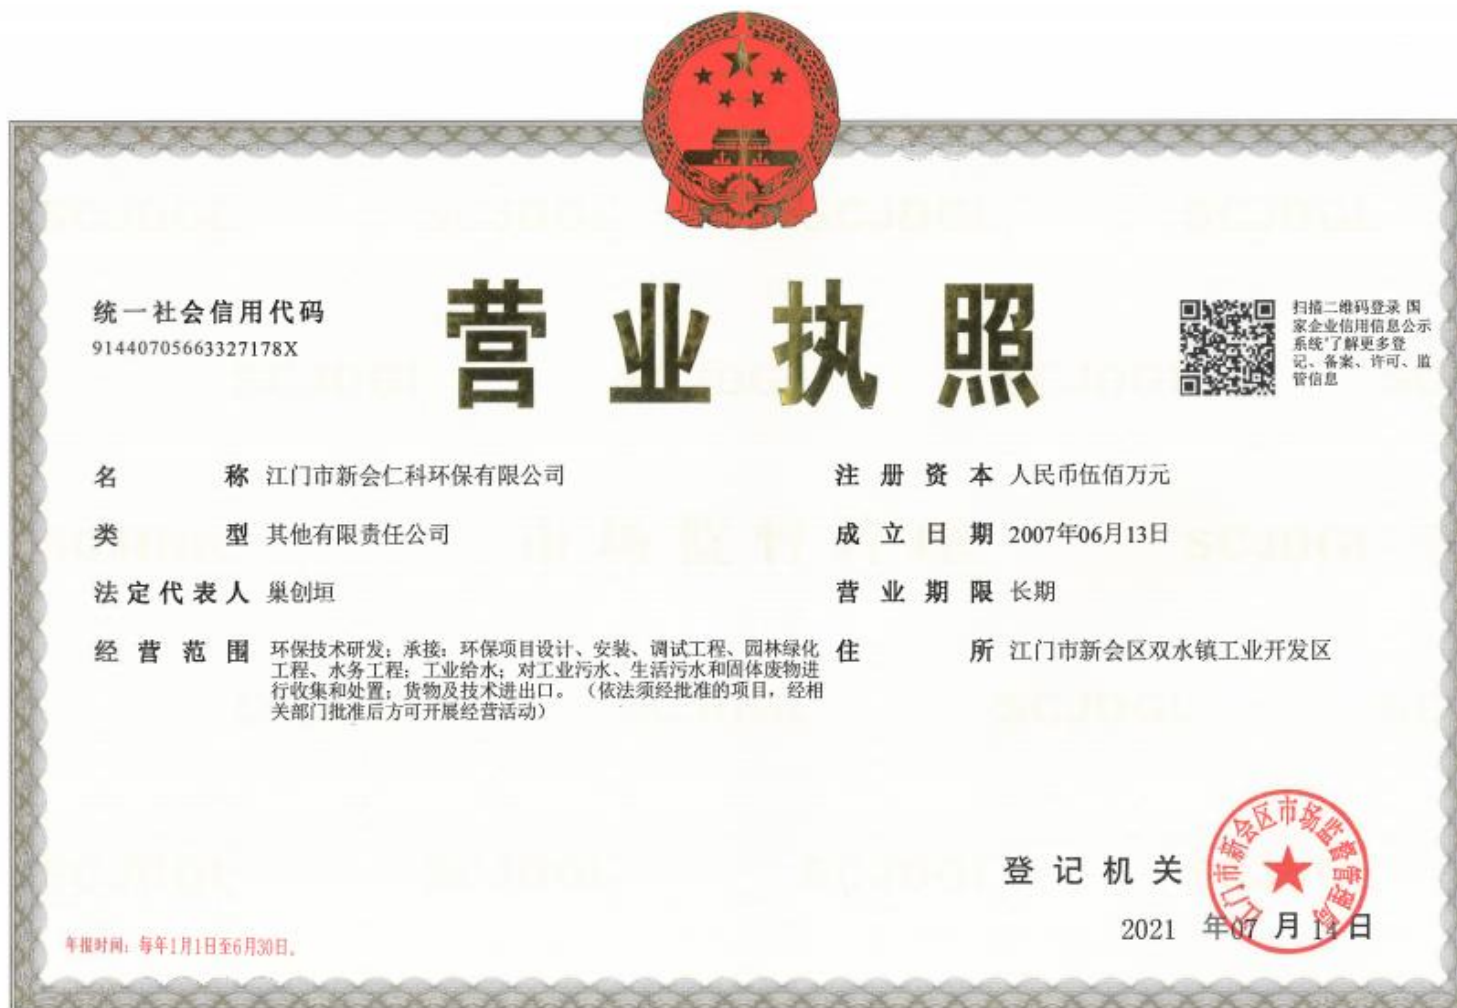 统一社会信用代码
91440705663327178X
营业执照
扫描二维码登录 国
家企业信用信息公示
系统"了解更多登
记、备案、许可、监
管信息
名称 江门市新会仁科环保有限公司
注册资本 人民币伍佰万元
类型 其他有限责任公司
成立日期 2007年06月13日
法定代表人 巢创垣
营业期限 长期
经营范围 环保技术研发；承接：环保项目设计、安装、调试工程、园林绿化
工程、水务工程；工业给水；对工业污水、生活污水和固体废物进
行收集和处置；货物及技术进出口。（依法须经批准的项目，经相
关部门批准后方可开展经营活动）
住所 江门市新会区双水镇工业开发区
登记机关
江门市新会区市场监督管理局
2021 年07 月 14 日
年报时间：每年1月1日至6月30日。